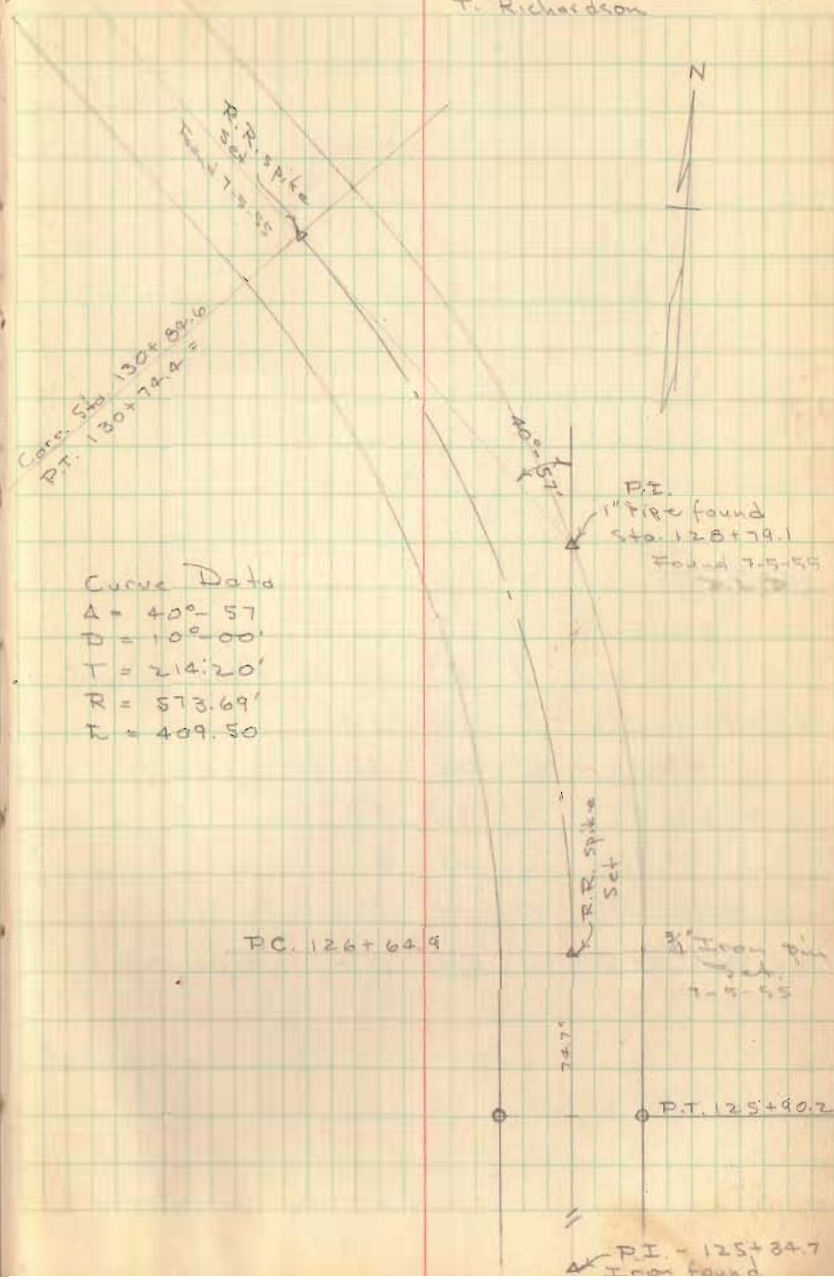 T. Richardson
N
R.R. Spike
Set
Found 7-5-55
Corr. Sta. 130+84.6
P.T. 130+74.4 =
40°-57'
P.I.
1" Pipe found
Sta. 128+79.1
Found 7-5-55
Curve Data
Δ = 40°-57
D = 10°-00'
T = 214.20'
R = 573.69'
L = 409.50
R.R. Spike
Set
P.C. 126+64.9
3/4" Iron pin
Set
7-5-55
74.7'
P.T. 125+90.2
P.I. - 125+34.7
Iron found